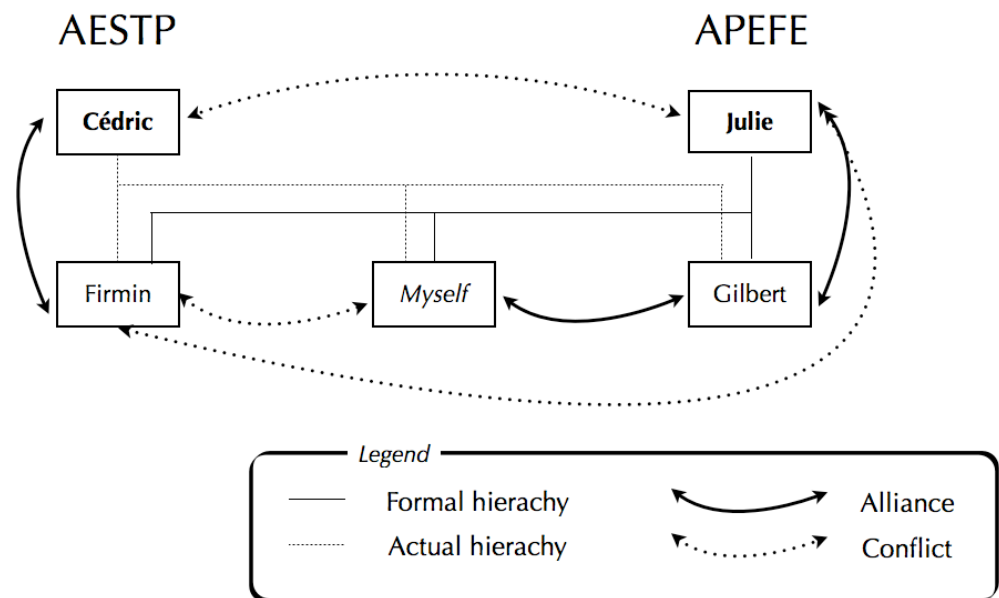 AESTP
APEFE
Cédric
Julie
Firmin
Myself
Gilbert
Legend
Formal hierachy
Alliance
Actual hierachy
Conflict